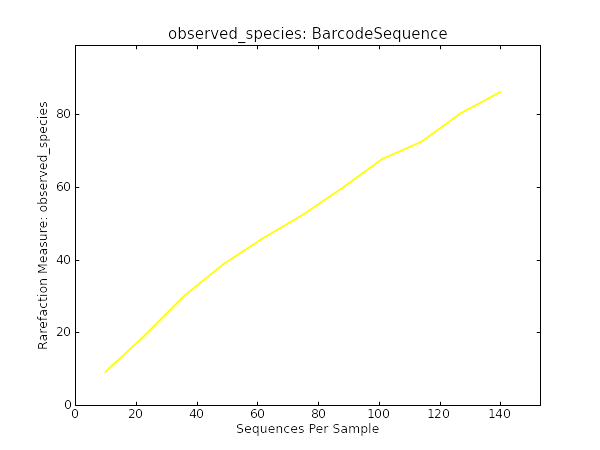 observed_species: BarcodeSequence
Rarefaction Measure: observed_species
80
60
40
20
0
0 20 40 60 80 100 120 140
Sequences Per Sample